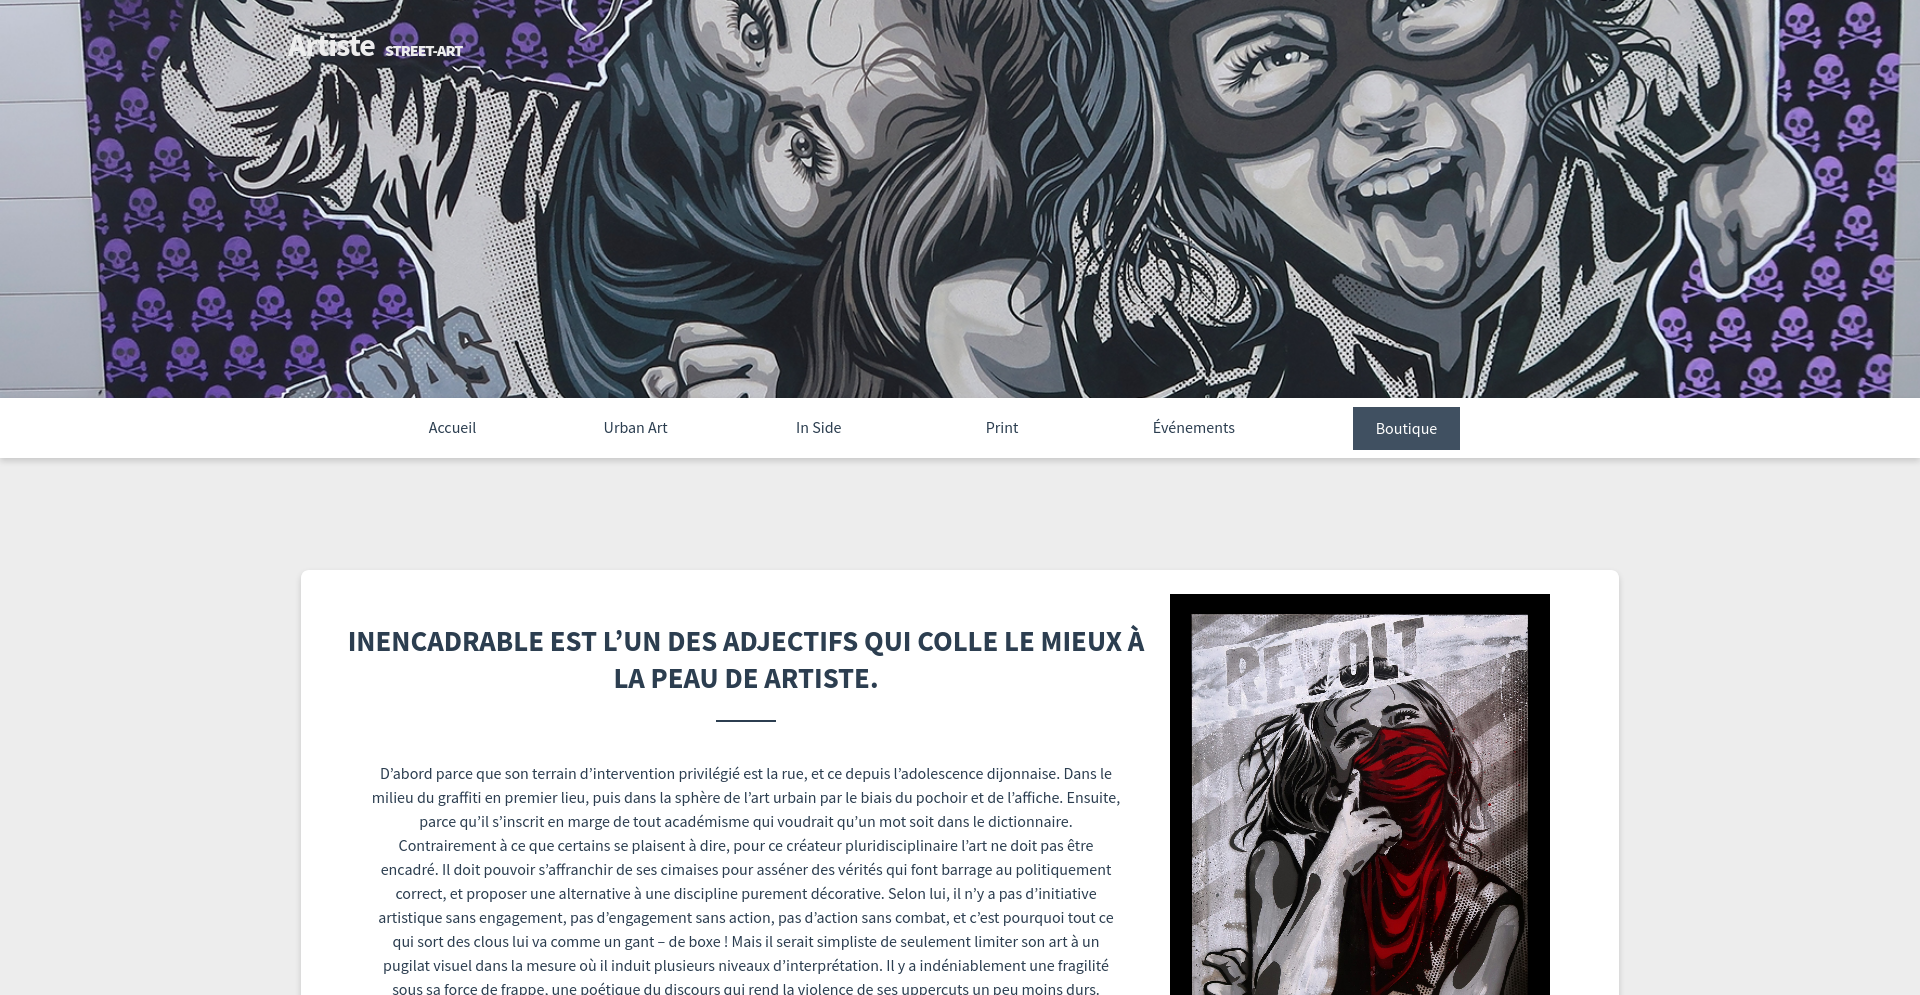 Artiste STREET-ART
PAS
Accueil
Urban Art
In Side
Print
Événements
Boutique
INENCADRABLE EST L’UN DES ADJECTIFS QUI COLLE LE MIEUX À
LA PEAU DE ARTISTE.
REVOLT
D’abord parce que son terrain d’intervention privilégié est la rue, et ce depuis l’adolescence dijonnaise. Dans le
milieu du graffiti en premier lieu, puis dans la sphère de l’art urbain par le biais du pochoir et de l’affiche. Ensuite,
parce qu’il s’inscrit en marge de tout académisme qui voudrait qu’un mot soit dans le dictionnaire.
Contrairement à ce que certains se plaisent à dire, pour ce créateur pluridisciplinaire l’art ne doit pas être
encadré. Il doit pouvoir s’affranchir de ses cimaises pour asséner des vérités qui font barrage au politiquement
correct, et proposer une alternative à une discipline purement décorative. Selon lui, il n’y a pas d’initiative
artistique sans engagement, pas d’engagement sans action, pas d’action sans combat, et c’est pourquoi tout ce
qui sort des clous lui va comme un gant – de boxe ! Mais il serait simpliste de seulement limiter son art à un
pugilat visuel dans la mesure où il induit plusieurs niveaux d’interprétation. Il y a indéniablement une fragilité
sous sa force de frappe, une poétique du discours qui rend la violence de ses uppercuts un peu moins durs.